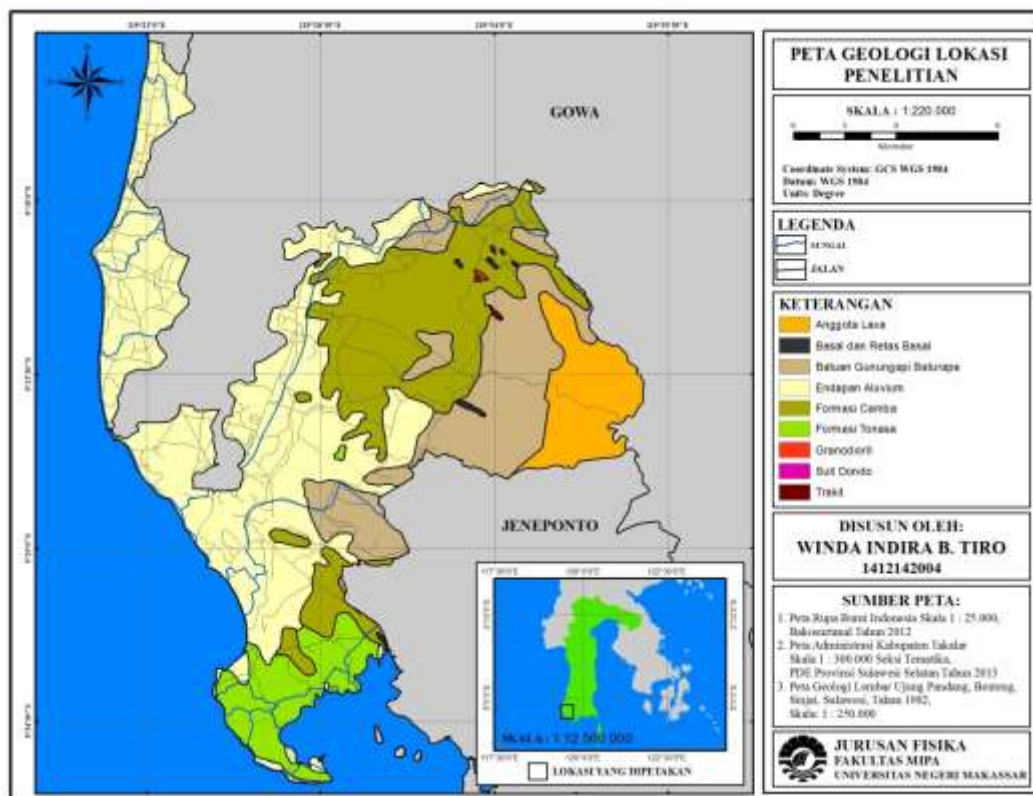 GOWA
JENEPONTO
PETA GEOLOGI LOKASI
PENELITIAN
SKALA : 1:220.000
Kilometer
Coordinate System: GCS WGS 1984
Datum: WGS 1984
Units: Degree
LEGENDA
SUNGAI
JALAN
KETERANGAN
Anggota Lava
Basal dan Retas Basal
Batuan Gunungapi Baturape
Endapan Aluvium
Formasi Camba
Formasi Tonasa
Granodiorit
Suit Dondo
Trakit
DISUSUN OLEH:
WINDA INDIRA B. TIRO
1412142004
SUMBER PETA:
1. Peta Rupa Bumi Indonesia Skala 1 : 25.000,
Bakosurtanal Tahun 2012
2. Peta Administrasi Kabupaten Takalar
Skala 1 : 300.000 Seksi Tematika,
PDE Provinsi Sulawesi Selatan Tahun 2013
3. Peta Geologi Lembar Ujung Pandang, Benteng,
Sinjai, Sulawesi, Tahun 1982,
Skala: 1 : 250.000
JURUSAN FISIKA
FAKULTAS MIPA
UNIVERSITAS NEGERI MAKASSAR
SKALA : 1:12.500.000
LOKASI YANG DIPETAKAN